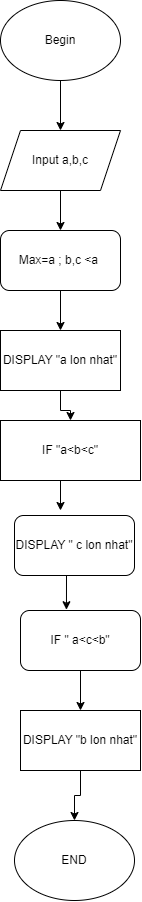 Begin
Input a,b,c
Max=a ; b,c <a
DISPLAY "a lon nhat"
IF "a<b<c"
DISPLAY " c lon nhat"
IF " a<c<b"
DISPLAY "b lon nhat"
END